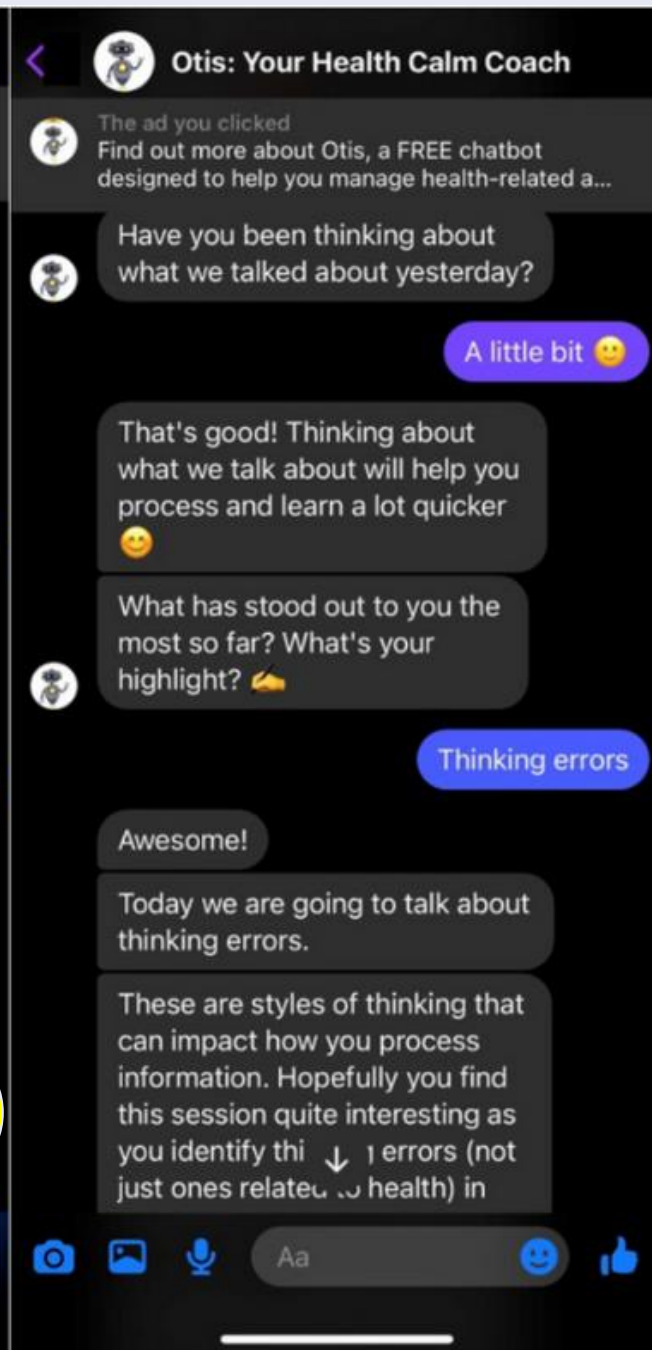 Otis: Your Health Calm Coach
The ad you clicked
Find out more about Otis, a FREE chatbot
designed to help you manage health-related a...
Have you been thinking about
what we talked about yesterday?
A little bit 🙂
That's good! Thinking about
what we talk about will help you
process and learn a lot quicker
😊
What has stood out to you the
most so far? What's your
highlight? ✍️
Thinking errors
Awesome!
Today we are going to talk about
thinking errors.
These are styles of thinking that
can impact how you process
information. Hopefully you find
this session quite interesting as
you identify errors (not
just ones health) in
Aa